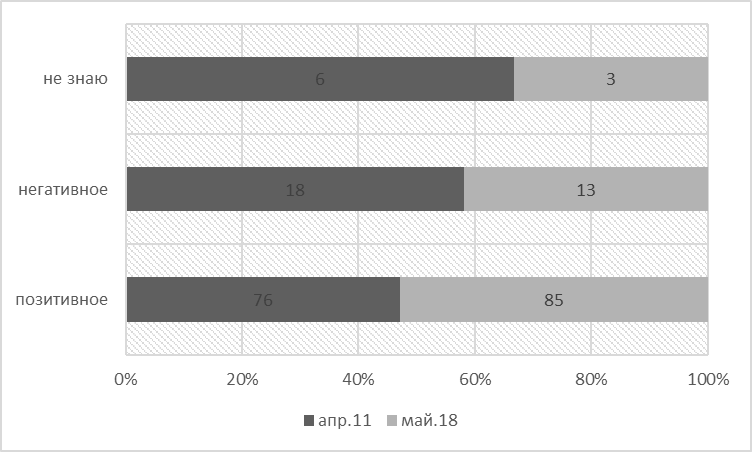 не знаю
6 3
негативное
18 13
позитивное
76 85
0% 20% 40% 60% 80% 100%
апр.11 май.18